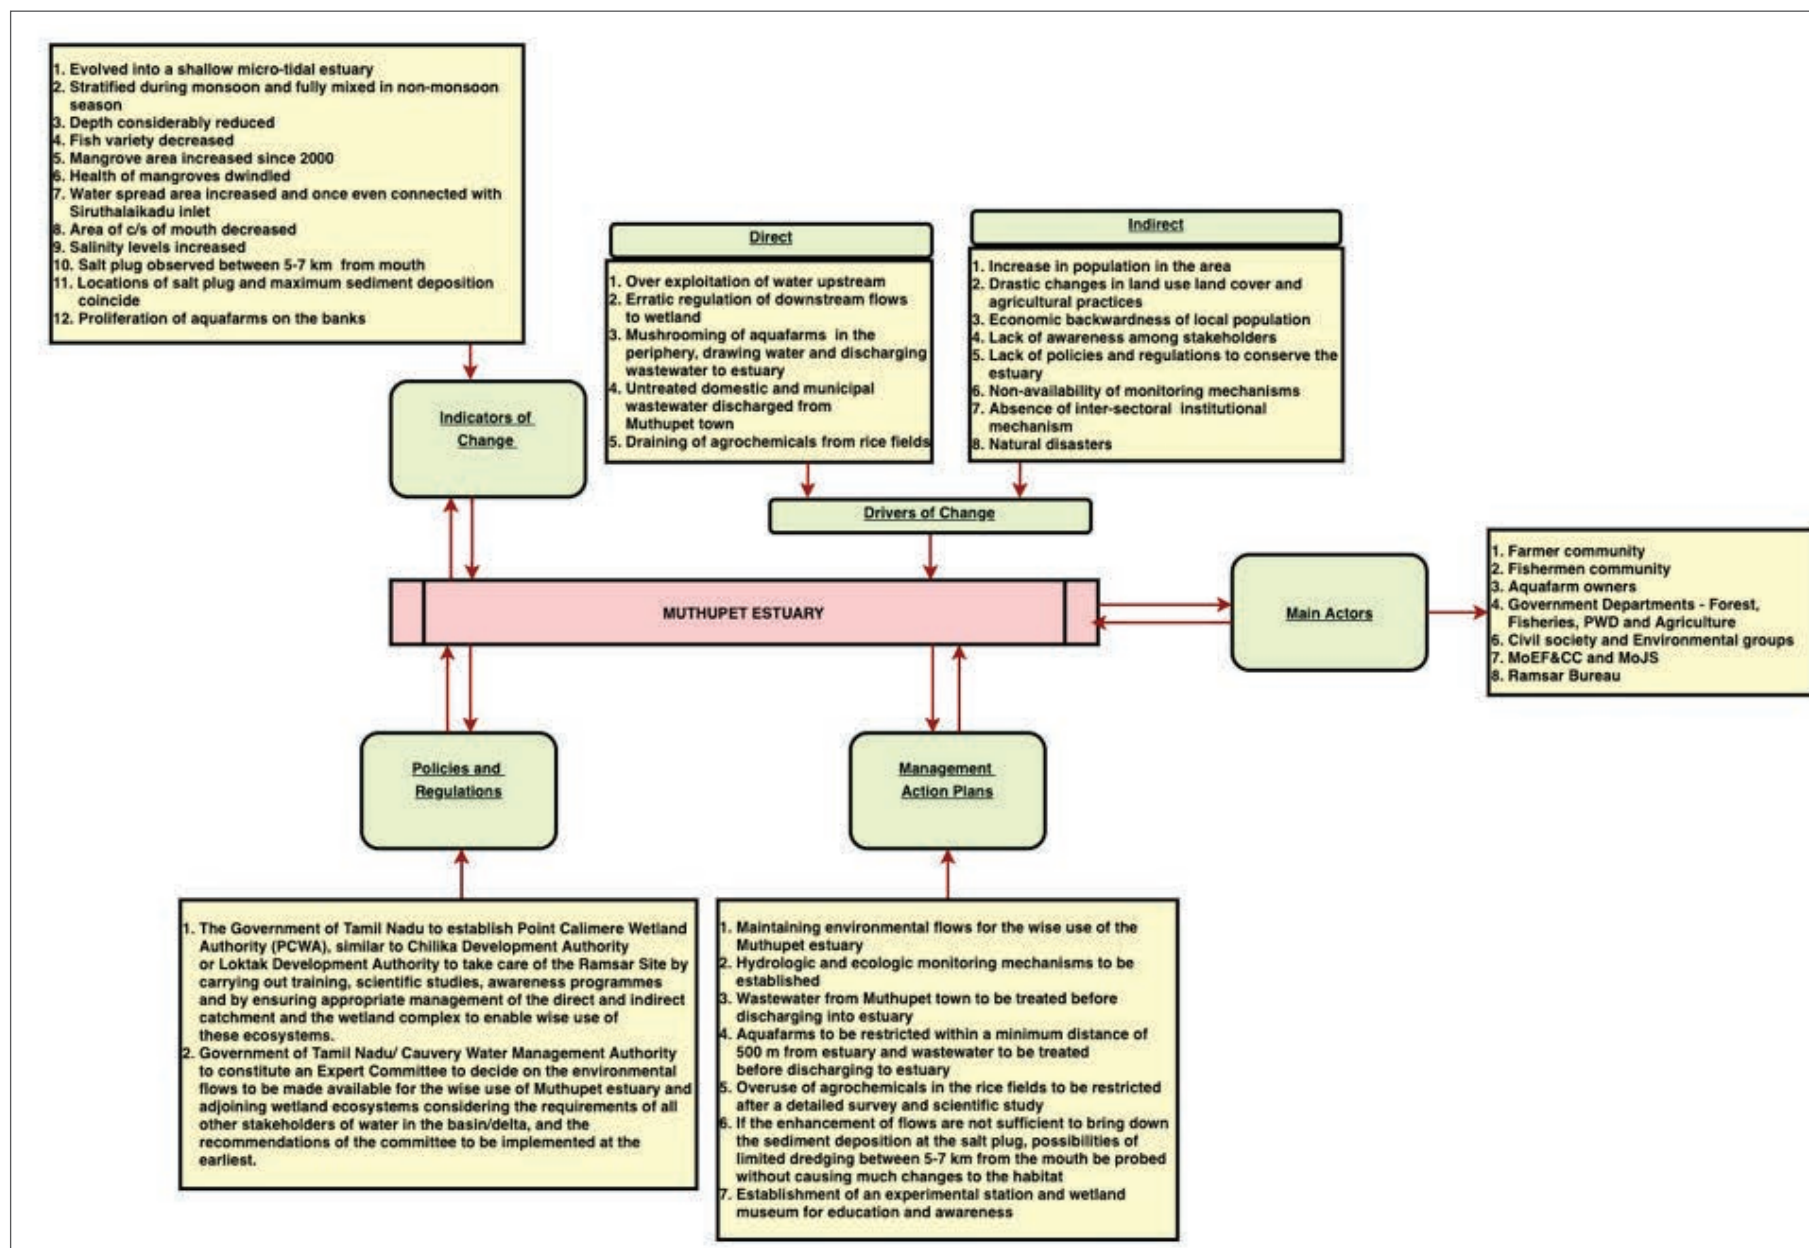 1. Evolved into a shallow micro-tidal estuary
2. Stratified during monsoon and fully mixed in non-monsoon
season
3. Depth considerably reduced
4. Fish variety decreased
5. Mangrove area increased since 2000
6. Health of mangroves dwindled
7. Water spread area increased and once even connected with
Siruthalaikadu inlet
8. Area of c/s of mouth decreased
9. Salinity levels increased
10. Salt plug observed between 5-7 km from mouth
11. Locations of salt plug and maximum sediment deposition
coincide
12. Proliferation of aquafarms on the banks
Indicators of
Change
Direct
1. Over exploitation of water upstream
2. Erratic regulation of downstream flows
to wetland
3. Mushrooming of aquafarms in the
periphery, drawing water and discharging
wastewater to estuary
4. Untreated domestic and municipal
wastewater discharged from
Muthupet town
5. Draining of agrochemicals from rice fields
Indirect
1. Increase in population in the area
2. Drastic changes in land use land cover and
agricultural practices
3. Economic backwardness of local population
4. Lack of awareness among stakeholders
5. Lack of policies and regulations to conserve the
estuary
6. Non-availability of monitoring mechanisms
7. Absence of inter-sectoral institutional
mechanism
8. Natural disasters
Drivers of Change
MUTHUPET ESTUARY
Main Actors
1. Farmer community
2. Fishermen community
3. Aquafarm owners
4. Government Departments - Forest,
Fisheries, PWD and Agriculture
6. Civil society and Environmental groups
7. MoEF&CC and MoJS
8. Ramsar Bureau
Policies and
Regulations
1. The Government of Tamil Nadu to establish Point Calimere Wetland
Authority (PCWA), similar to Chilika Development Authority
or Loktak Development Authority to take care of the Ramsar Site by
carrying out training, scientific studies, awareness programmes
and by ensuring appropriate management of the direct and indirect
catchment and the wetland complex to enable wise use of
these ecosystems.
2. Government of Tamil Nadu/ Cauvery Water Management Authority
to constitute an Expert Committee to decide on the environmental
flows to be made available for the wise use of Muthupet estuary and
adjoining wetland ecosystems considering the requirements of all
other stakeholders of water in the basin/delta, and the
recommendations of the committee to be implemented at the
earliest.
Management
Action Plans
1. Maintaining environmental flows for the wise use of the
Muthupet estuary
2. Hydrologic and ecologic monitoring mechanisms to be
established
3. Wastewater from Muthupet town to be treated before
discharging into estuary
4. Aquafarms to be restricted within a minimum distance of
500 m from estuary and wastewater to be treated
before discharging to estuary
5. Overuse of agrochemicals in the rice fields to be restricted
after a detailed survey and scientific study
6. If the enhancement of flows are not sufficient to bring down
the sediment deposition at the salt plug, possibilities of
limited dredging between 5-7 km from the mouth be probed
without causing much changes to the habitat
7. Establishment of an experimental station and wetland
museum for education and awareness